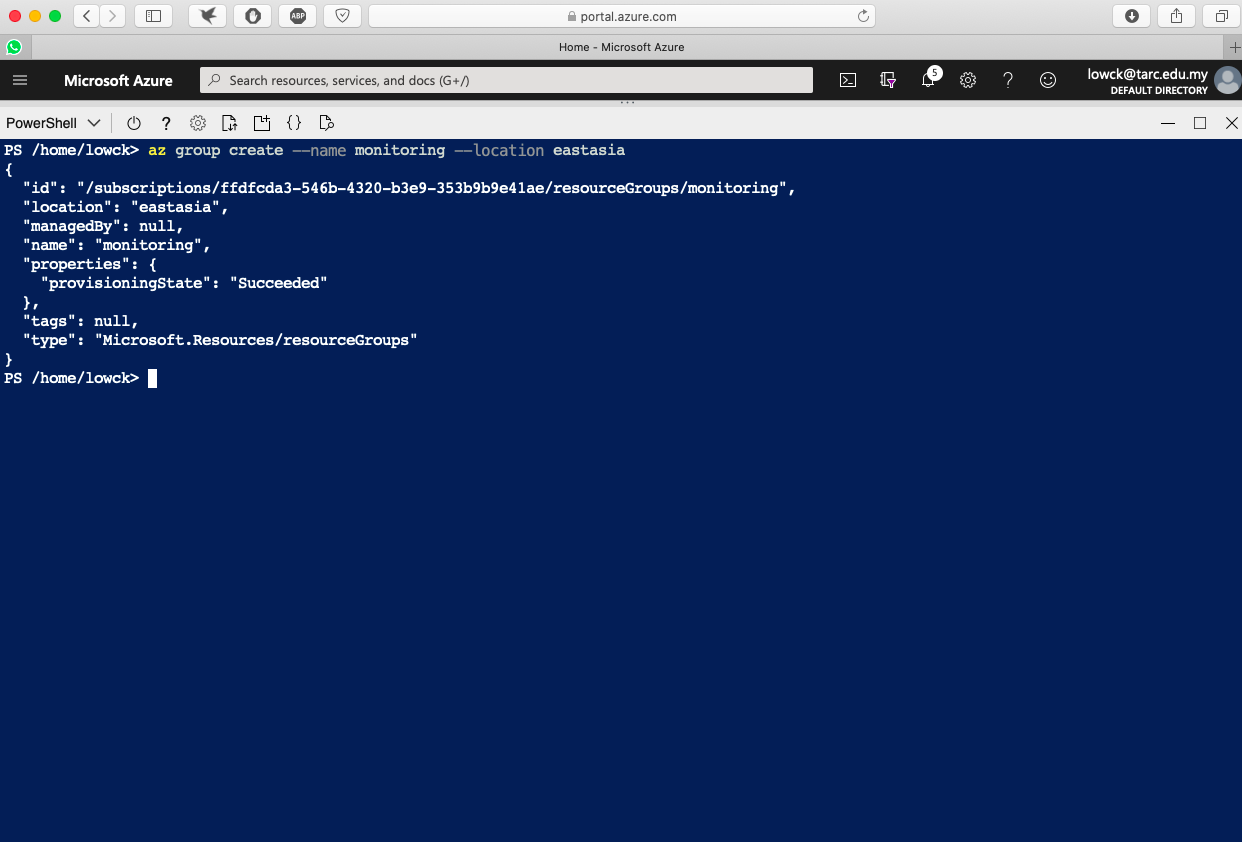 portal.azure.com
ABP
Home - Microsoft Azure
Microsoft Azure
Search resources, services, and docs (G+/)
5
lowck@tarc.edu.my
DEFAULT DIRECTORY
PowerShell
PS /home/lowck> az group create --name monitoring --location eastasia
{
  "id": "/subscriptions/ffdfcda3-546b-4320-b3e9-353b9b9e41ae/resourceGroups/monitoring",
  "location": "eastasia",
  "managedBy": null,
  "name": "monitoring",
  "properties": {
    "provisioningState": "Succeeded"
  },
  "tags": null,
  "type": "Microsoft.Resources/resourceGroups"
}
PS /home/lowck>